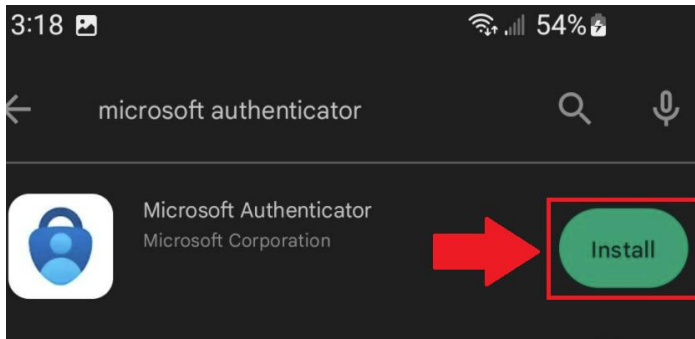 3:18 54%
microsoft authenticator
Microsoft Authenticator
Microsoft Corporation
Install